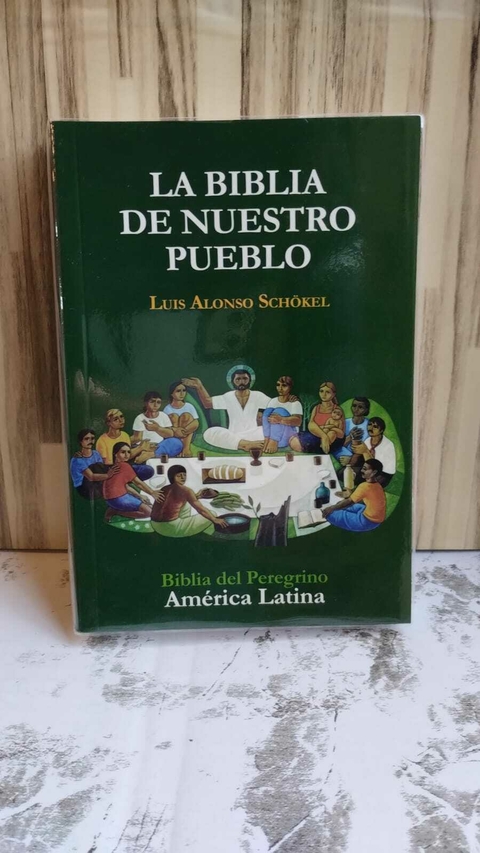 LA BIBLIA
DE NUESTRO
PUEBLO
LUIS ALONSO SCHÖKEL
Biblia del Peregrino
América Latina